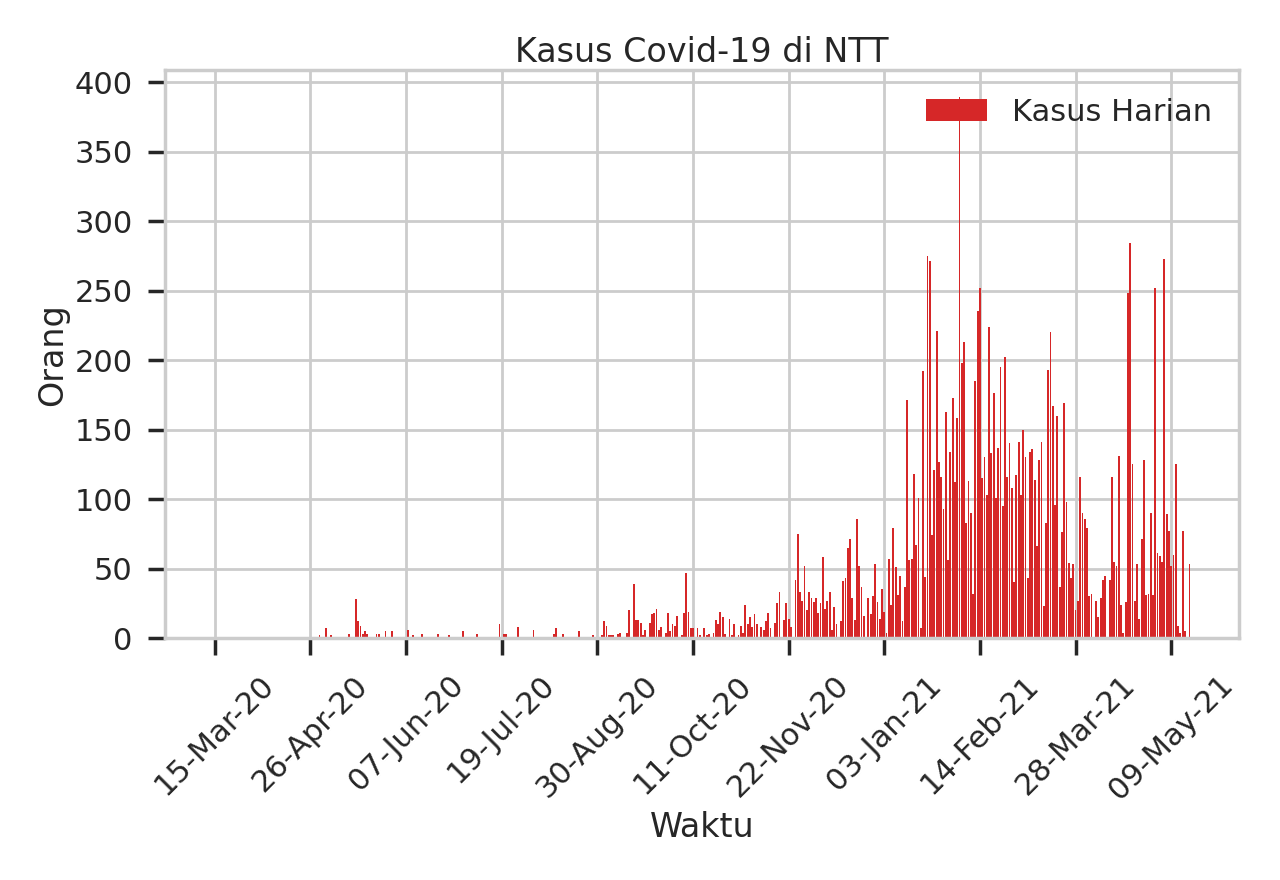 Kasus Covid-19 di NTT
Kasus Harian
400
350
300
250
200
150
100
50
0
Orang
15-Mar-20
26-Apr-20
07-Jun-20
19-Jul-20
30-Aug-20
11-Oct-20
22-Nov-20
03-Jan-21
14-Feb-21
28-Mar-21
09-May-21
Waktu